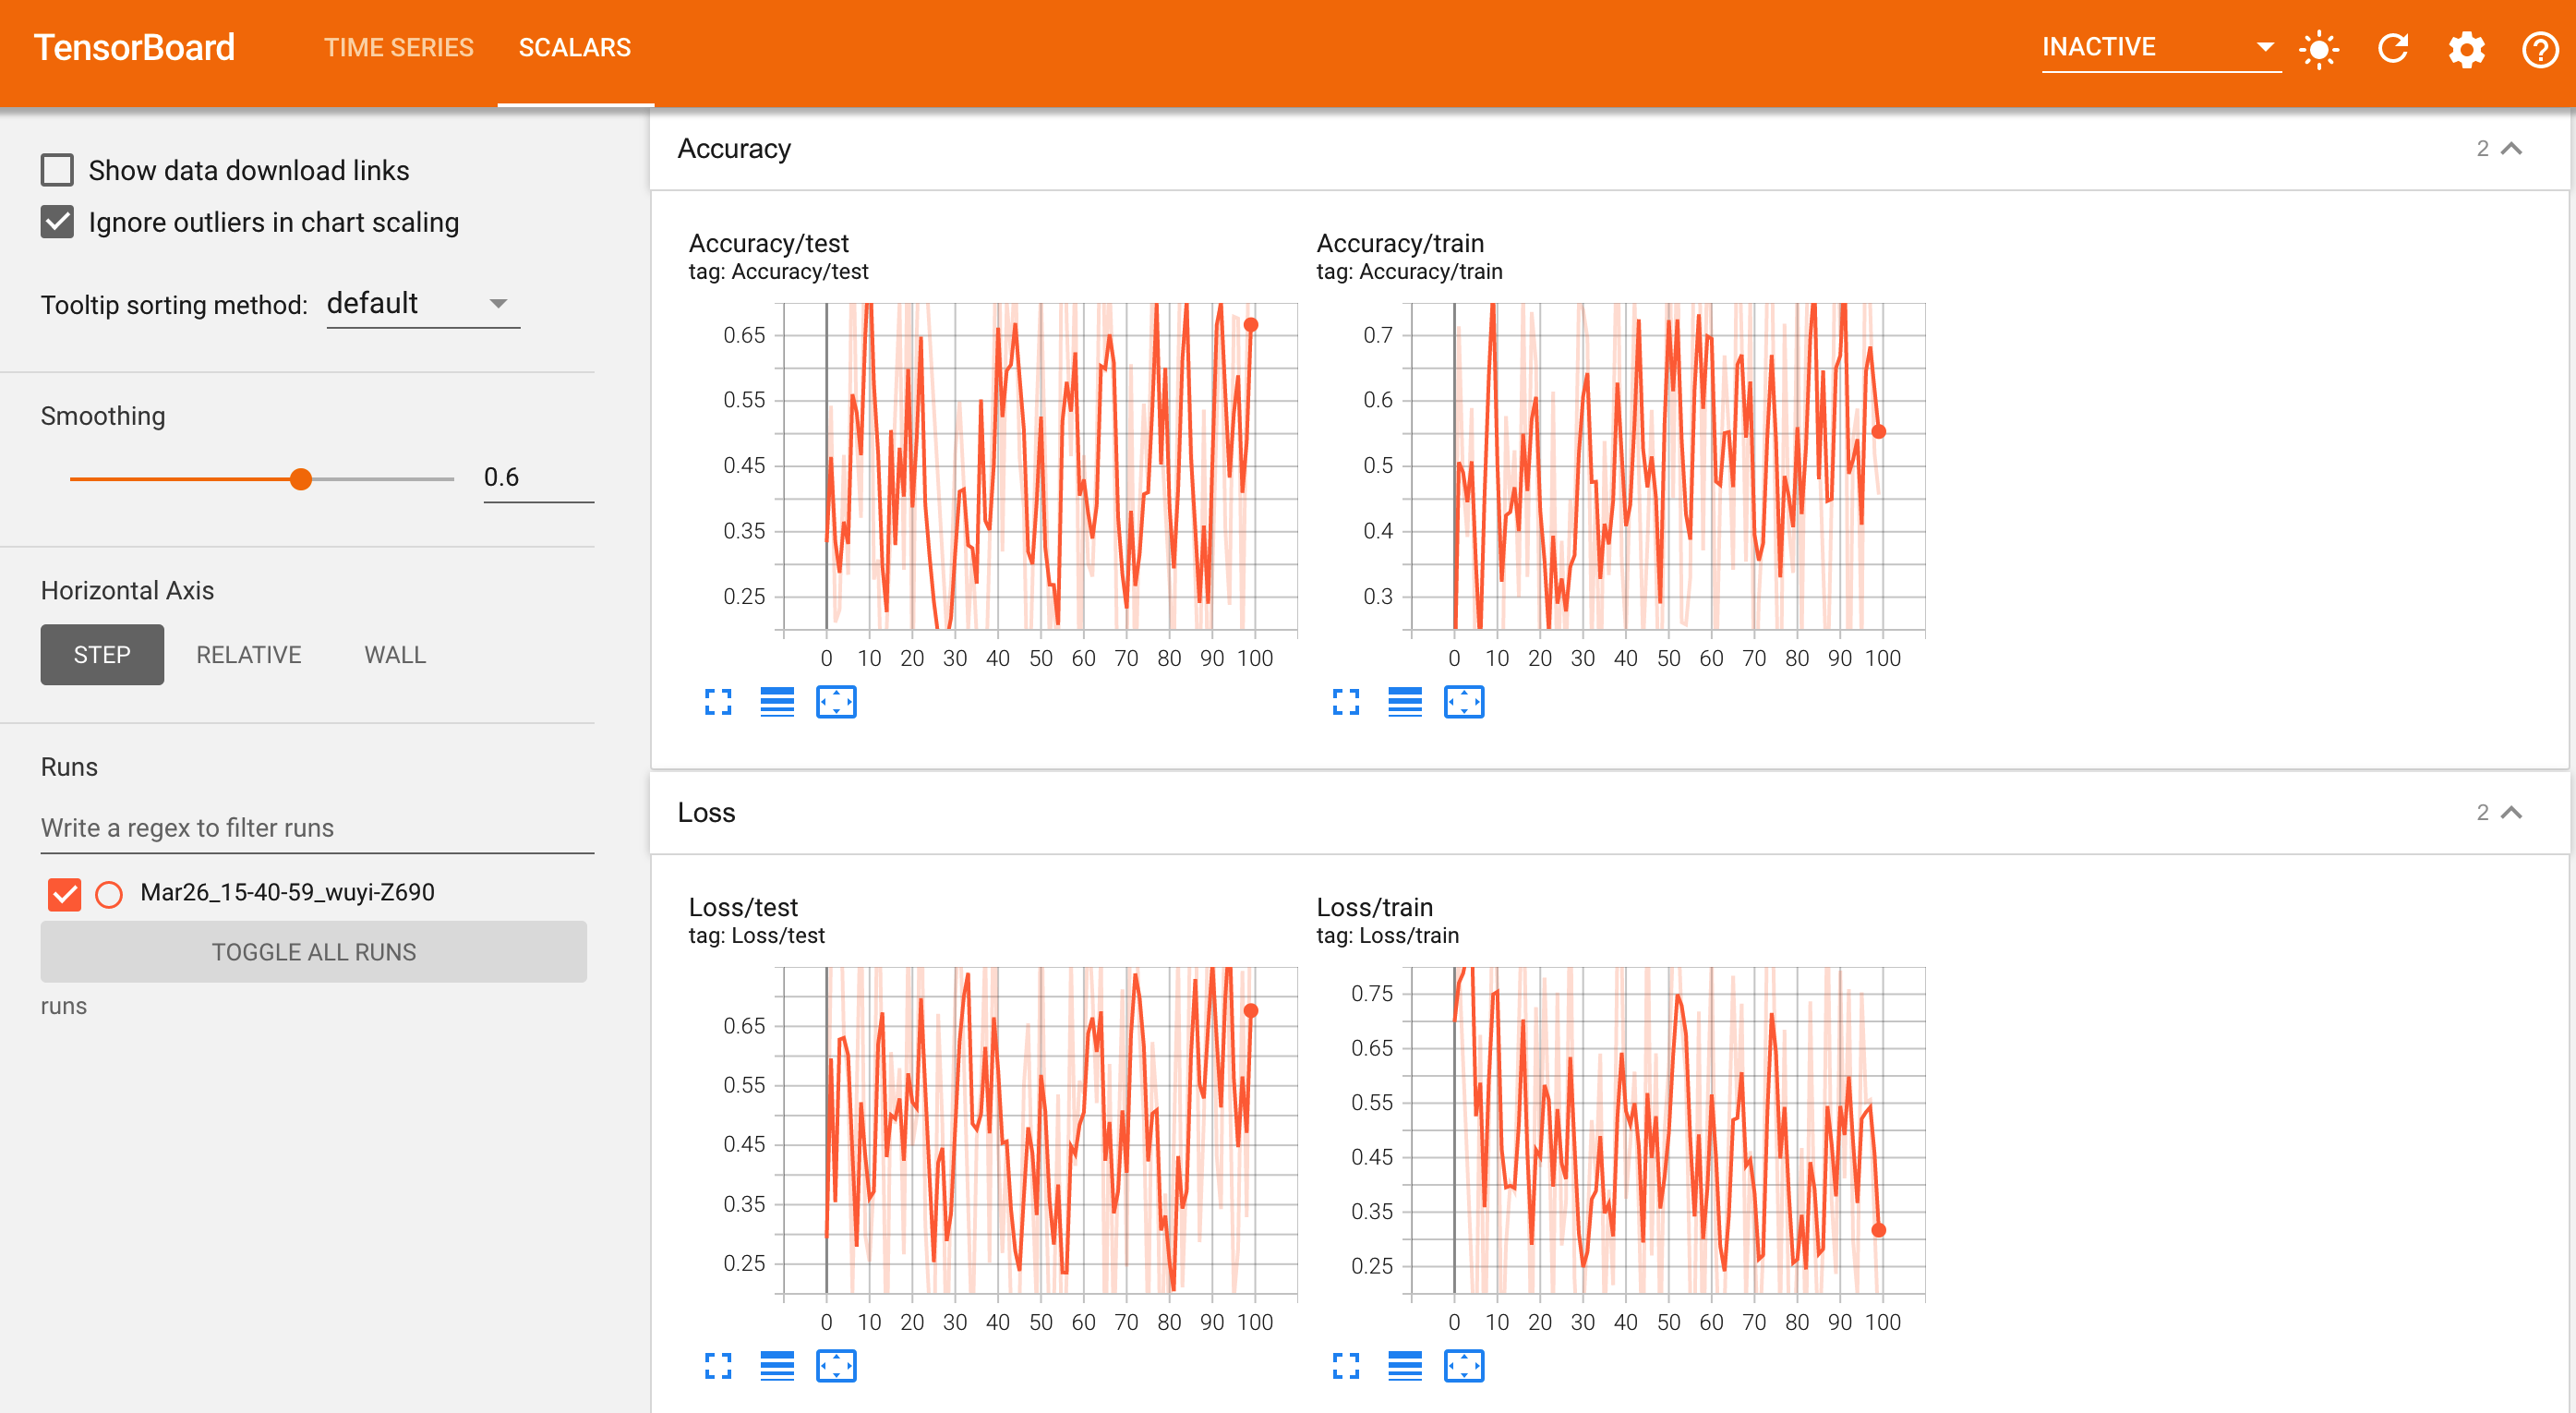 TensorBoard
TIME SERIES
SCALARS
INACTIVE
Show data download links
Ignore outliers in chart scaling
Tooltip sorting method: default
Smoothing
0.6
Horizontal Axis
STEP
RELATIVE
WALL
Runs
Write a regex to filter runs
Mar26_15-40-59_wuyi-Z690
TOGGLE ALL RUNS
runs
Accuracy
2
Accuracy/test
tag: Accuracy/test
0.65
0.55
0.45
0.35
0.25
0 10 20 30 40 50 60 70 80 90 100
Accuracy/train
tag: Accuracy/train
0.7
0.6
0.5
0.4
0.3
0 10 20 30 40 50 60 70 80 90 100
Loss
2
Loss/test
tag: Loss/test
0.65
0.55
0.45
0.35
0.25
0 10 20 30 40 50 60 70 80 90 100
Loss/train
tag: Loss/train
0.75
0.65
0.55
0.45
0.35
0.25
0 10 20 30 40 50 60 70 80 90 100